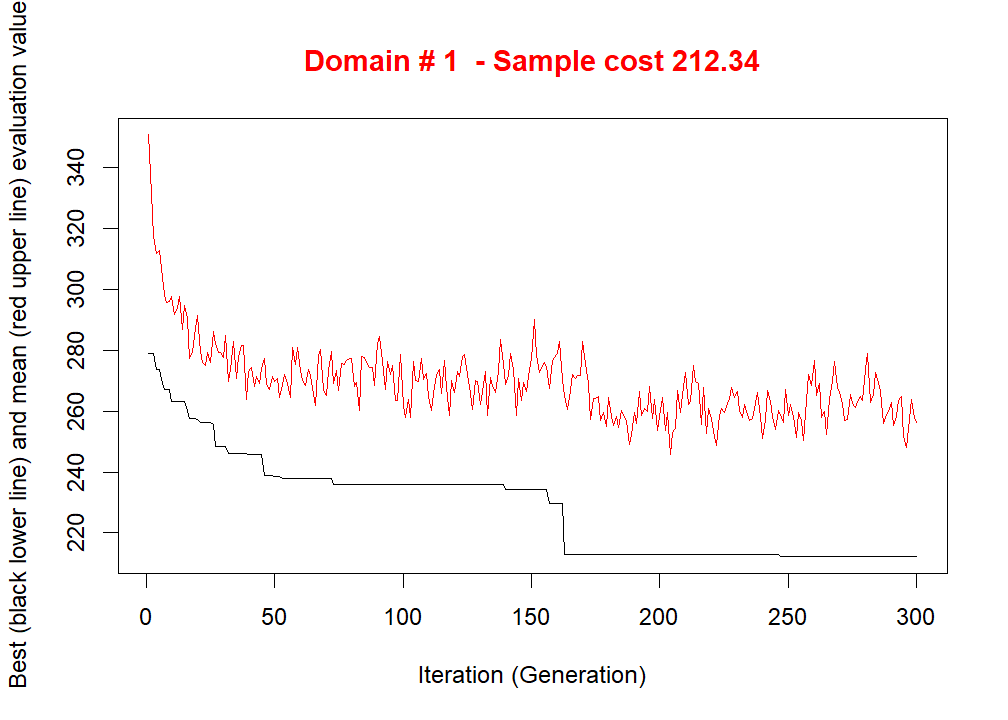 Domain # 1  - Sample cost 212.34
Best (black lower line) and mean (red upper line) evaluation value
340
320
300
280
260
240
220
0 50 100 150 200 250 300
Iteration (Generation)